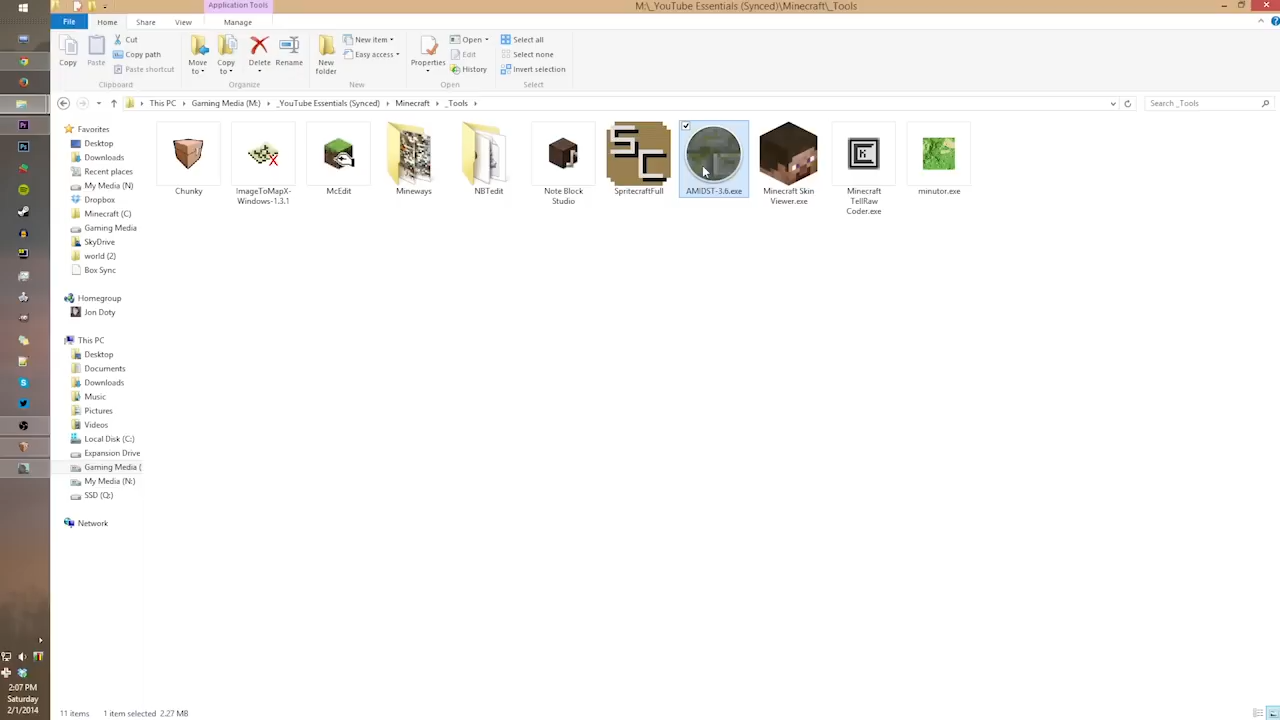 Application Tools
M:\_YouTube Essentials (Synced)\Minecraft\_Tools
File Home Share View Manage
Copy
Paste
Cut
Copy path
Paste shortcut
Clipboard
Move to
Copy to
Delete
Rename
Organize
New folder
New item
Easy access
New
Properties
Open
Edit
History
Open
Select all
Select none
Invert selection
Select
This PC Gaming Media (M:) _YouTube Essentials (Synced) Minecraft _Tools
Search _Tools
Favorites
Desktop
Downloads
Recent places
My Media (N)
Dropbox
Minecraft (C)
Gaming Media
SkyDrive
world (2)
Box Sync
Homegroup
Jon Doty
This PC
Desktop
Documents
Downloads
Music
Pictures
Videos
Local Disk (C:)
Expansion Drive
Gaming Media (
My Media (N:)
SSD (Q:)
Network
Chunky
ImageToMapX-
Windows-1.3.1
McEdit
Mineways
NBTedit
Note Block
Studio
SC
SpritecraftFull
AMIDST-3.6.exe
Minecraft Skin
Viewer.exe
Minecraft
TellRaw
Coder.exe
minutor.exe
2:07 PM
Saturday
2/1/2014
11 items 1 item selected 2.27 MB